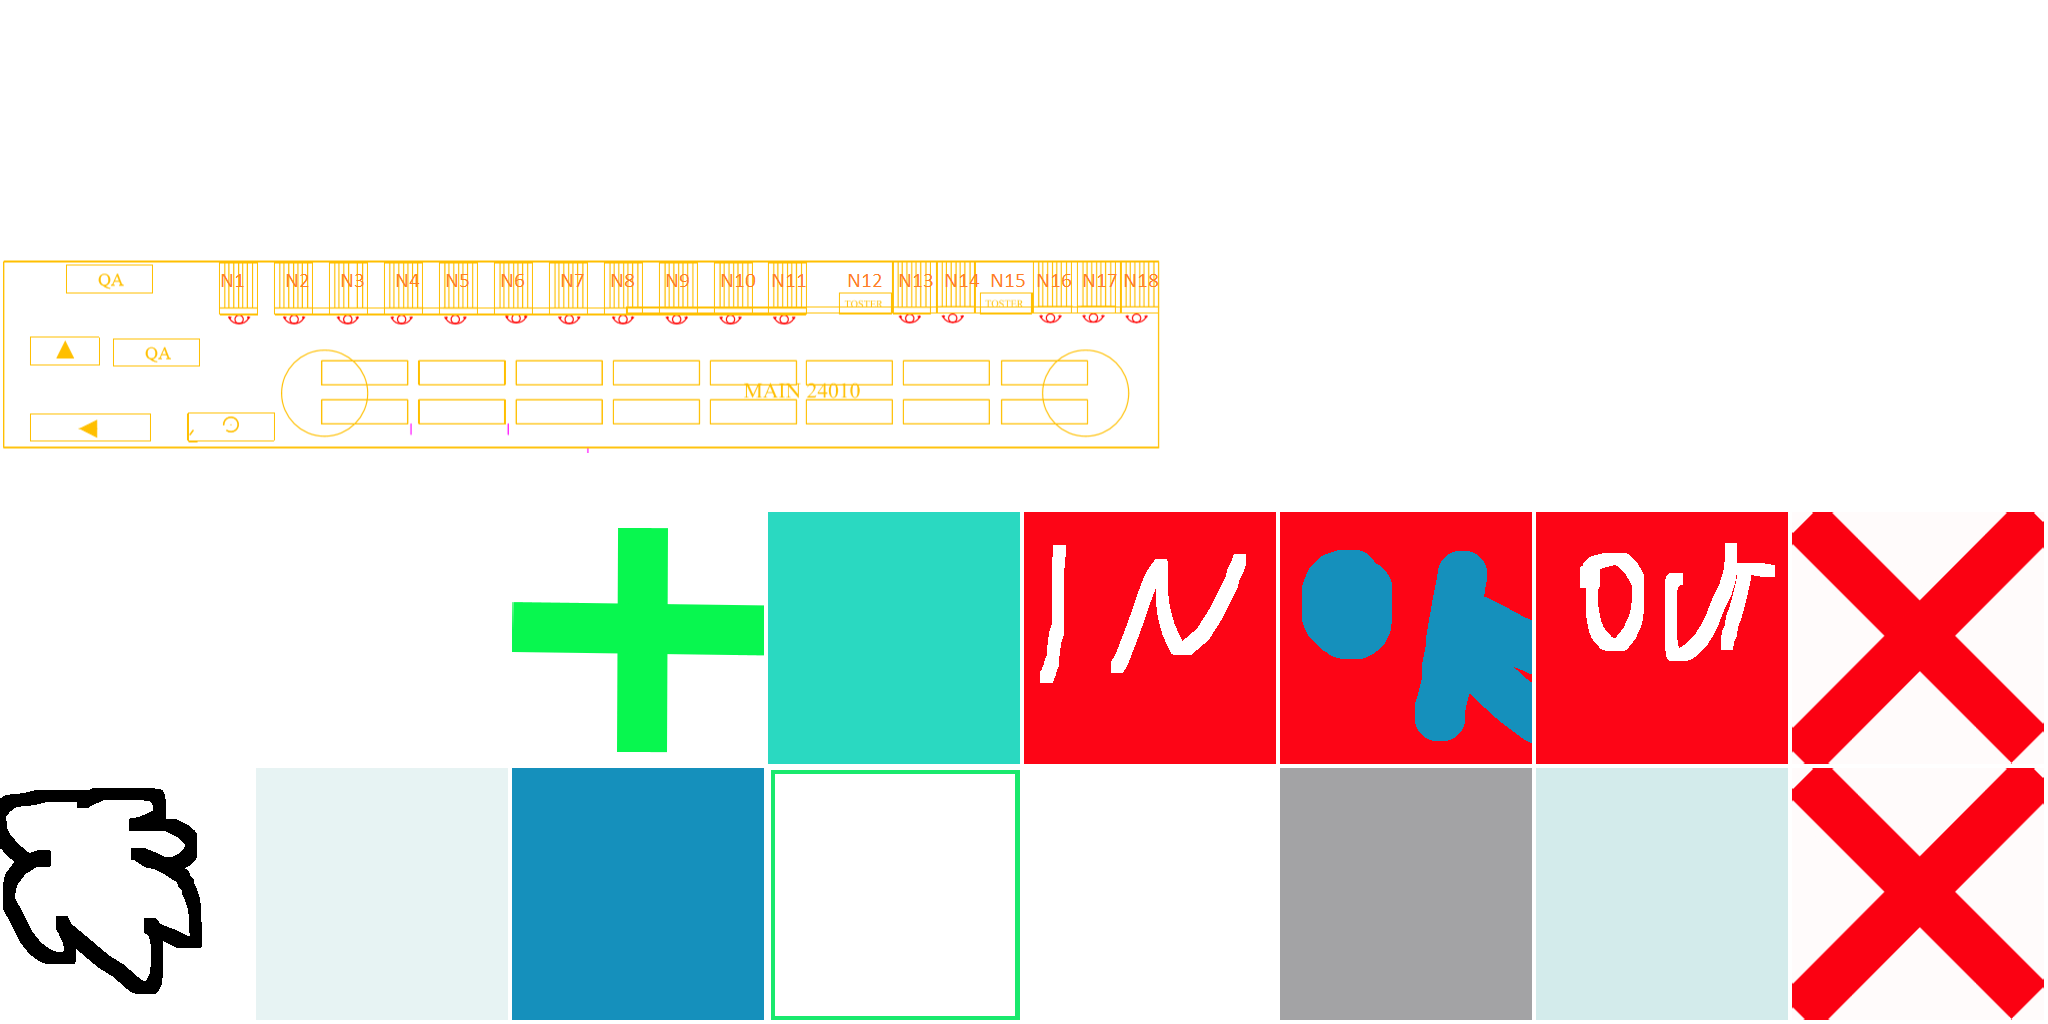 QA N1 N2 N3 N4 N5 N6 N7 N8 N9 N10 N11 N12 N13 N14 N15 N16 N17 N18
TOSTER TOSTER
QA
MAIN 24010
IN OK OUT